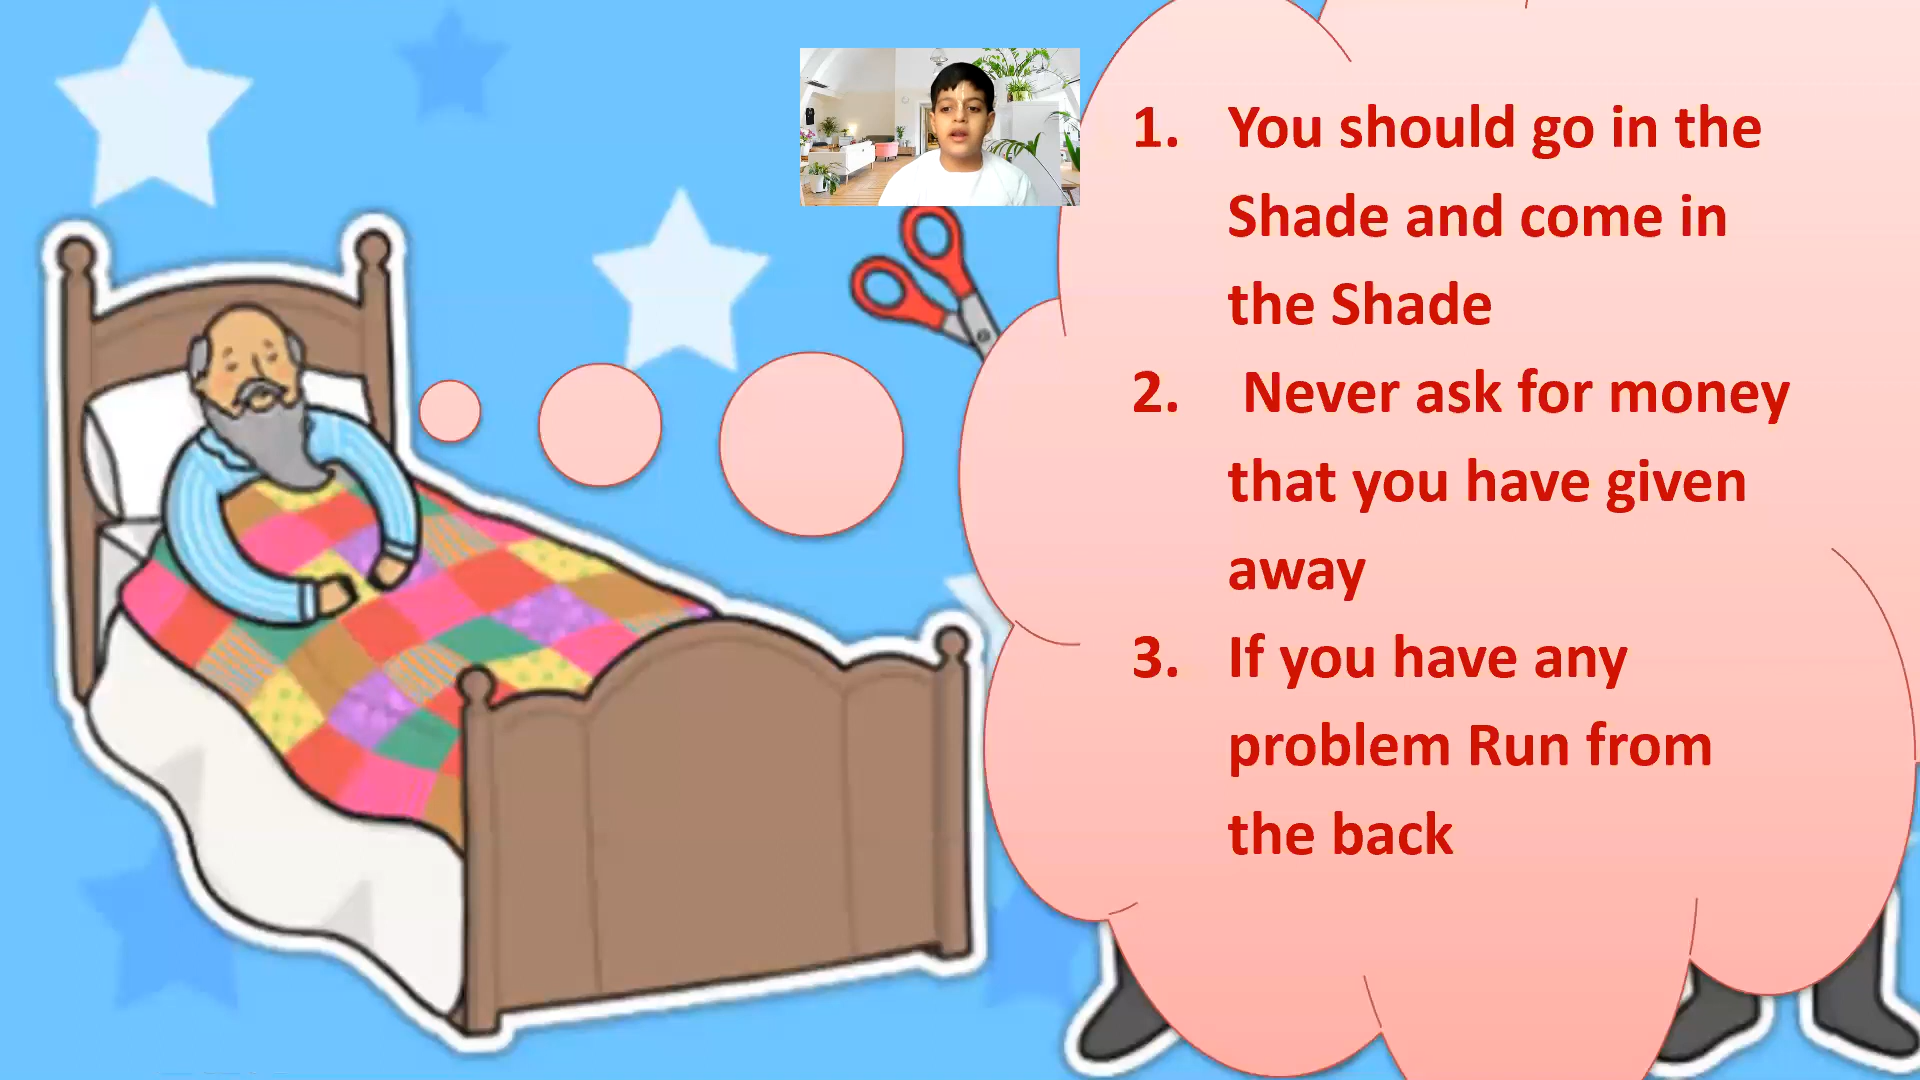 1. You should go in the
Shade and come in
the Shade
2. Never ask for money
that you have given
away
3. If you have any
problem Run from
the back